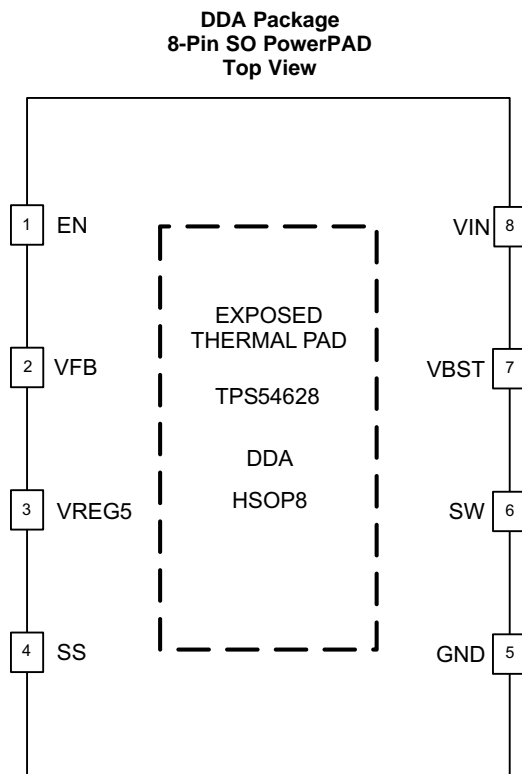 DDA Package
8-Pin SO PowerPAD
Top View
1 EN
VIN 8
EXPOSED
THERMAL PAD
2 VFB
VBST 7
TPS54628
DDA
HSOP8
3 VREG5
SW 6
4 SS
GND 5